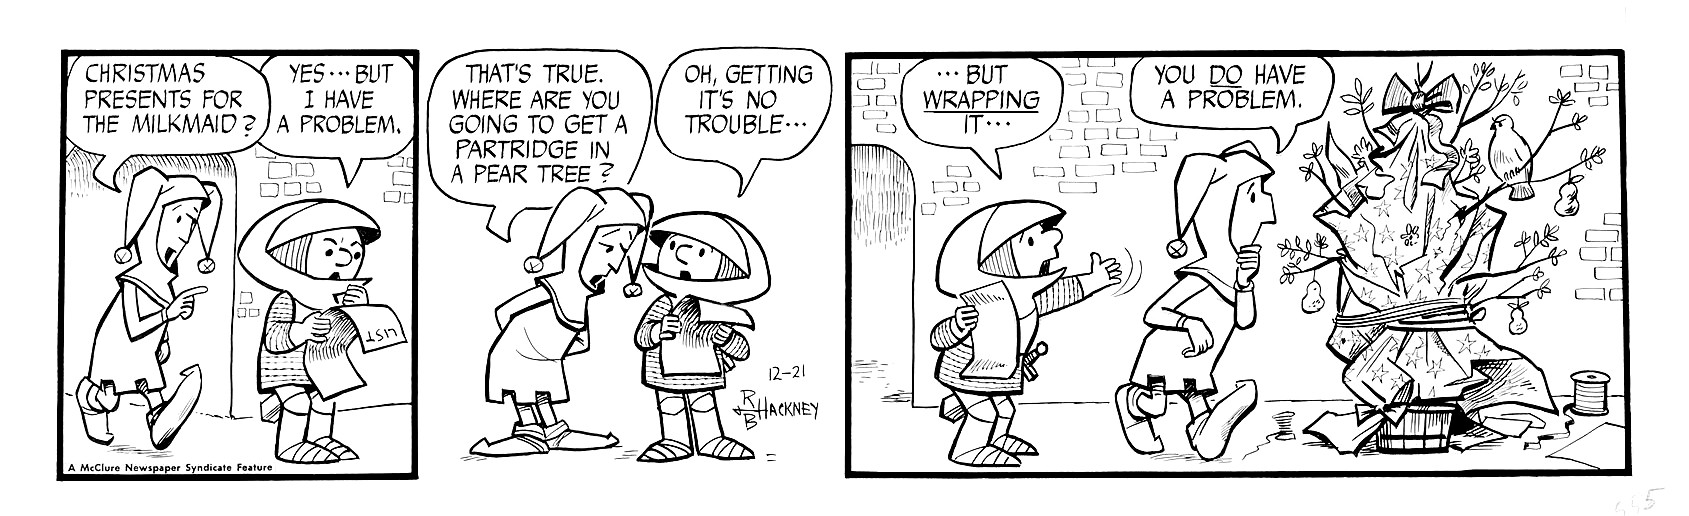 CHRISTMAS
PRESENTS FOR
THE MILKMAID?
YES...BUT
I HAVE
A PROBLEM.
LIST
A McClure Newspaper Syndicate Feature
THAT'S TRUE.
WHERE ARE YOU
GOING TO GET A
PARTRIDGE IN
A PEAR TREE?
OH, GETTING
IT'S NO
TROUBLE...
12-21
R
&
B HACKNEY
...BUT
WRAPPING
IT...
YOU DO HAVE
A PROBLEM.